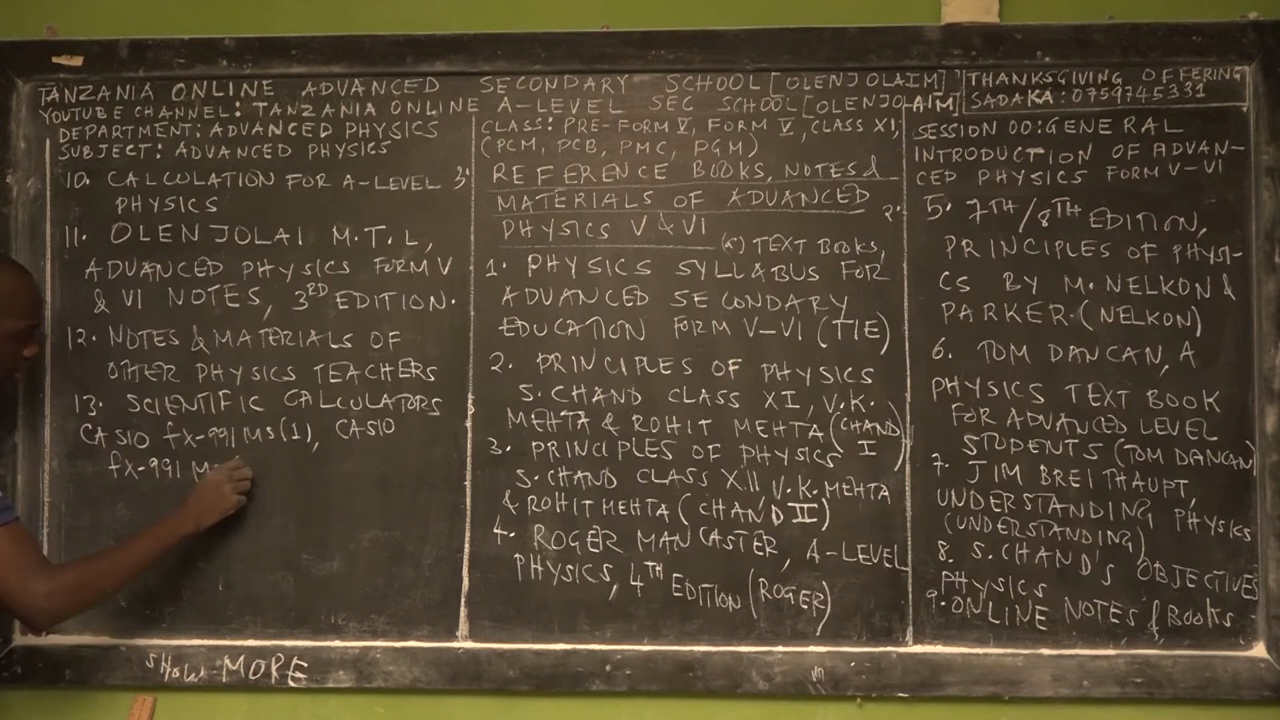 TANZANIA ONLINE ADVANCED SECONDARY SCHOOL [OLENJOLAIM]
YOUTUBE CHANNEL: TANZANIA ONLINE A-LEVEL SEC SCHOOL [OLENJOLAIM]
THANKSGIVING OFFERING
SADAKA: 0759745331
DEPARTMENT: ADVANCED PHYSICS
SUBJECT: ADVANCED PHYSICS
10. CALCULATION FOR A-LEVEL
PHYSICS
11. OLENJOLAI M.T.L,
ADVANCED PHYSICS FORM V
& VI NOTES, 3RD EDITION.
12. NOTES & MATERIALS OF
OTHER PHYSICS TEACHERS
13. SCIENTIFIC CALCULATORS
CASIO fx-991MS(1), CASIO
fx-991 M
CLASS: PRE-FORM V, FORM V, CLASS XI,
(PCM, PCB, PMC, PGM)
REFERENCE BOOKS, NOTES &
MATERIALS OF ADVANCED
PHYSICS V & VI
TEXT BOOKS,
1. PHYSICS SYLLABUS FOR
ADVANCED SECONDARY
EDUCATION FORM V-VI (TIE)
2. PRINCIPLES OF PHYSICS
S. CHAND CLASS XI, V.K.
MEHTA & ROHIT MEHTA (CHAND
I)
3. PRINCIPLES OF PHYSICS
S. CHAND CLASS XII V.K. MEHTA
& ROHIT MEHTA (CHAND II)
4. ROGER MANCASTER, A-LEVEL
PHYSICS, 4TH EDITION (ROGER)
SESSION 00: GENERAL
INTRODUCTION OF ADVAN-
CED PHYSICS FORM V-VI
5. 7TH/8TH EDITION,
PRINCIPLES OF PHYSI-
CS BY M. NELKON &
PARKER. (NELKON)
6. TOM DANCAN, A
PHYSICS TEXT BOOK
FOR ADVANCED LEVEL
STUDENTS (TOM DANCAN)
7. JIM BREITHAUPT,
UNDERSTANDING PHYSICS
(UNDERSTANDING)
8. S. CHAND'S OBJECTIVES
PHYSICS
9. ONLINE NOTES & BOOKS
SHOW MORE